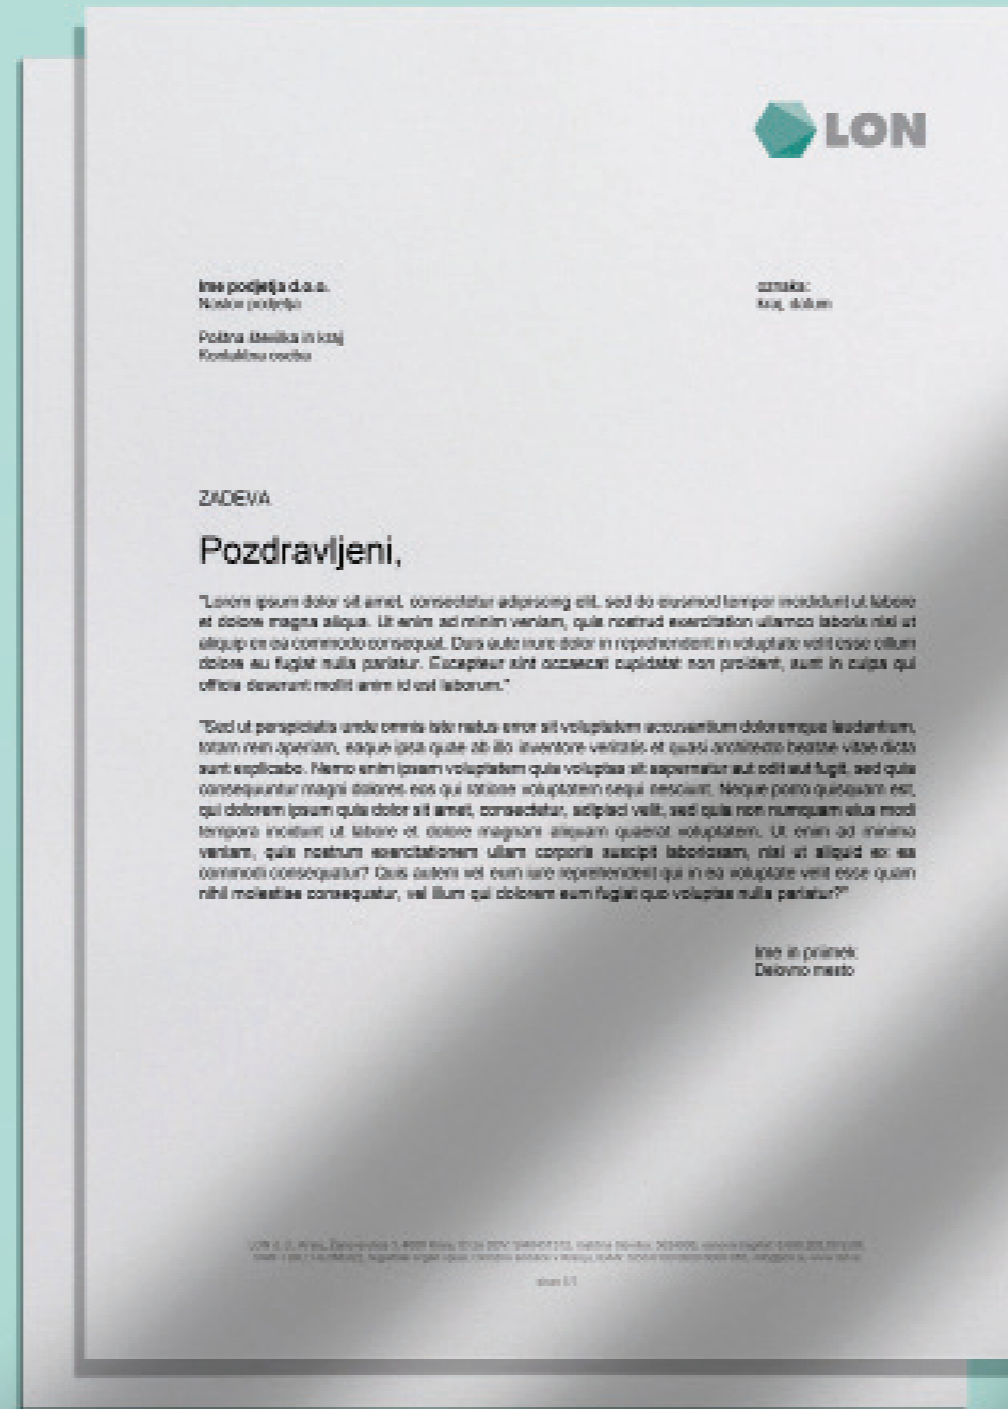 LON
Ime podjetja d.o.o.
Naslov podjetja
Poštna številka in kraj
Kontaktna oseba
oznaka:
Kraj, datum
ZADEVA
Pozdravljeni,
"Lorem ipsum dolor sit amet, consectetur adipiscing elit, sed do eiusmod tempor incididunt ut labore
et dolore magna aliqua. Ut enim ad minim veniam, quis nostrud exercitation ullamco laboris nisi ut
aliquip ex ea commodo consequat. Duis aute irure dolor in reprehenderit in voluptate velit esse cillum
dolore eu fugiat nulla pariatur. Excepteur sint occaecat cupidatat non proident, sunt in culpa qui
officia deserunt mollit anim id est laborum."
"Sed ut perspiciatis unde omnis iste natus error sit voluptatem accusantium doloremque laudantium,
totam rem aperiam, eaque ipsa quae ab illo inventore veritatis et quasi architecto beatae vitae dicta
sunt explicabo. Nemo enim ipsam voluptatem quia voluptas sit aspernatur aut odit aut fugit, sed quia
consequuntur magni dolores eos qui ratione voluptatem sequi nesciunt. Neque porro quisquam est,
qui dolorem ipsum quia dolor sit amet, consectetur, adipisci velit, sed quia non numquam eius modi
tempora incidunt ut labore et dolore magnam aliquam quaerat voluptatem. Ut enim ad minima
veniam, quis nostrum exercitationem ullam corporis suscipit laboriosam, nisi ut aliquid ex ea
commodi consequatur? Quis autem vel eum iure reprehenderit qui in ea voluptate velit esse quam
nihil molestiae consequatur, vel illum qui dolorem eum fugiat quo voluptas nulla pariatur?"
Ime in priimek
Delovno mesto
LON d.d., Kranj,
stran 1/1